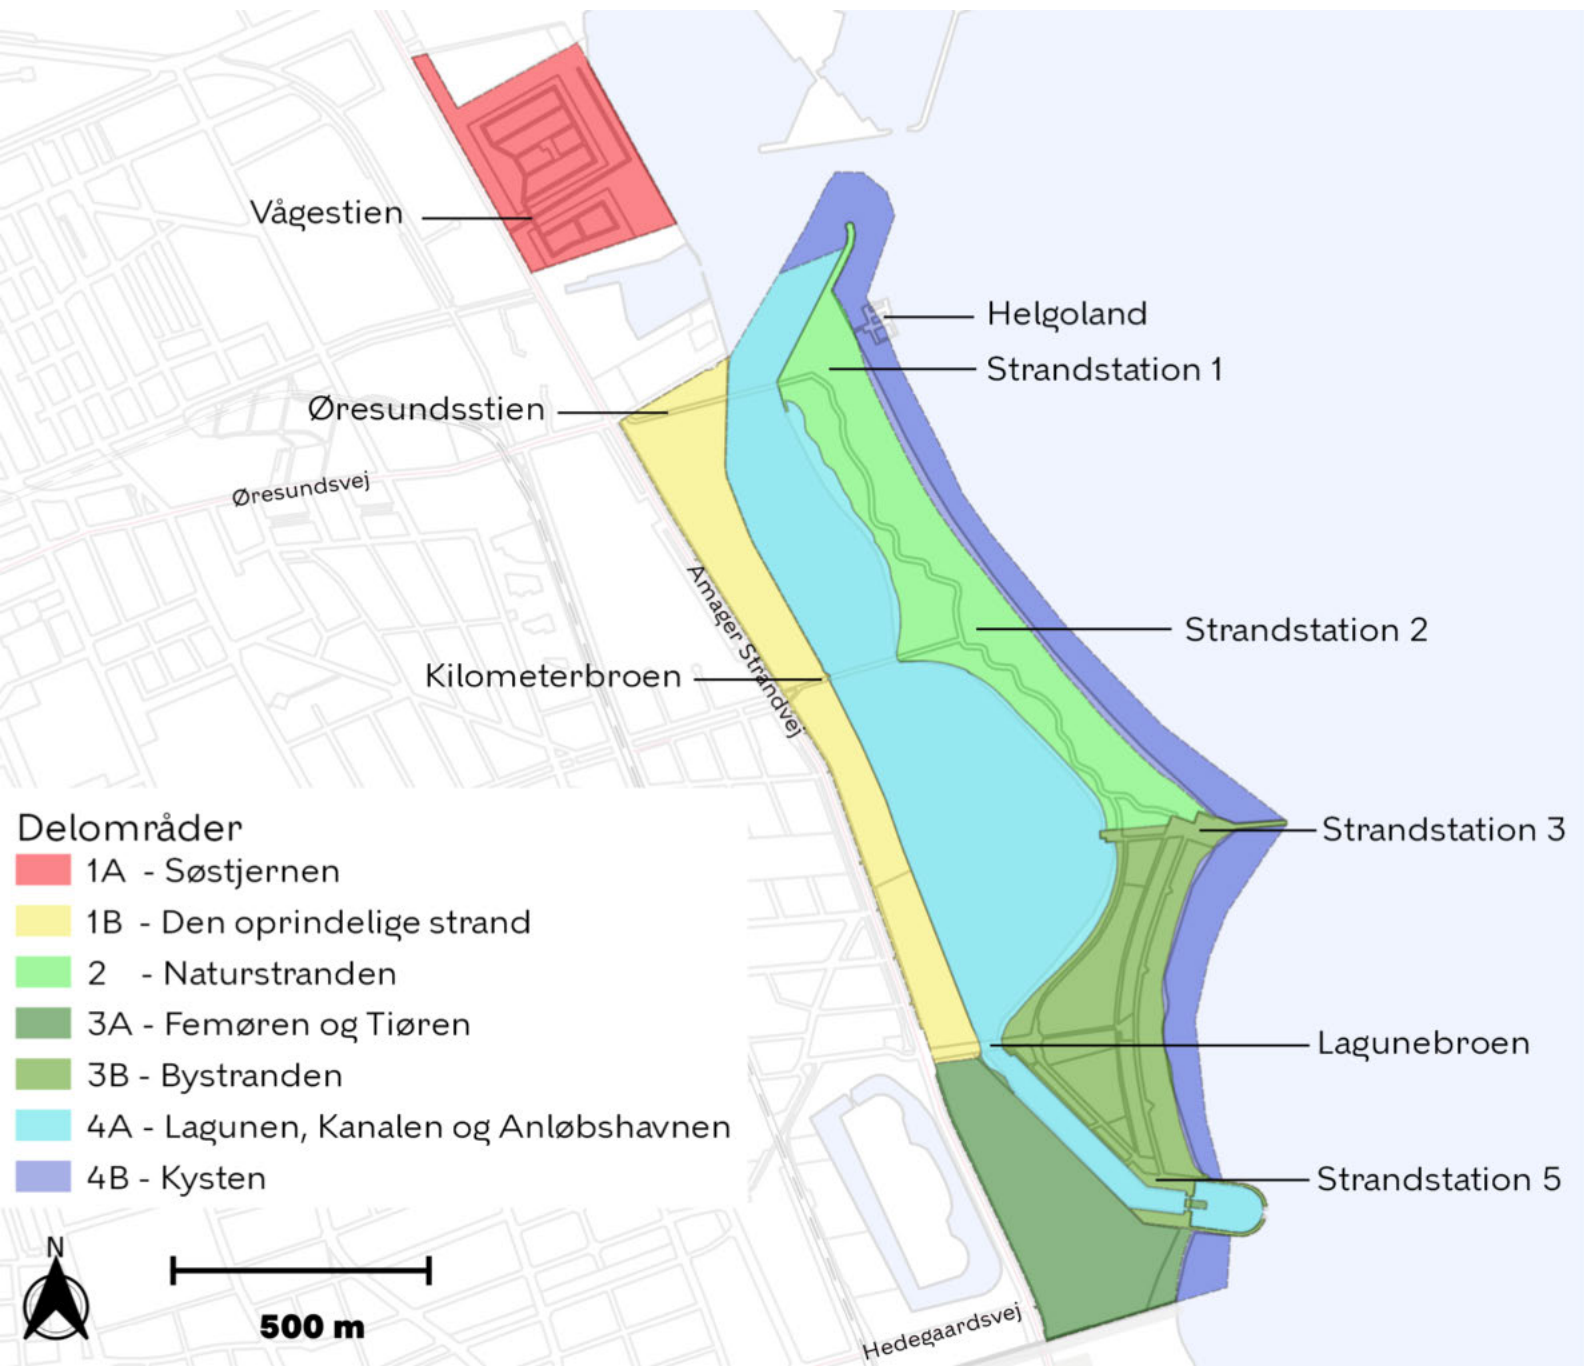 Vågestien
Helgoland
Strandstation 1
Øresundsstien
Øresundsvej
Amager Strandvej
Strandstation 2
Kilometerbroen
Strandstation 3
Delområder
1A - Søstjernen
1B - Den oprindelige strand
2 - Naturstranden
3A - Femøren og Tiøren
3B - Bystranden
4A - Lagunen, Kanalen og Anløbshavnen
4B - Kysten
Lagunebroen
Strandstation 5
N
500 m
Hedegaardsvej